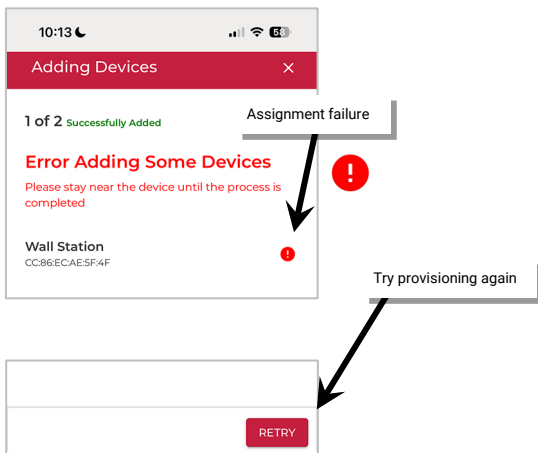 10:13
58
Adding Devices
1 of 2 Successfully Added
Assignment failure
Error Adding Some Devices
Please stay near the device until the process is
completed
Wall Station
CC:86:EC:AE:5F:4F
Try provisioning again
RETRY